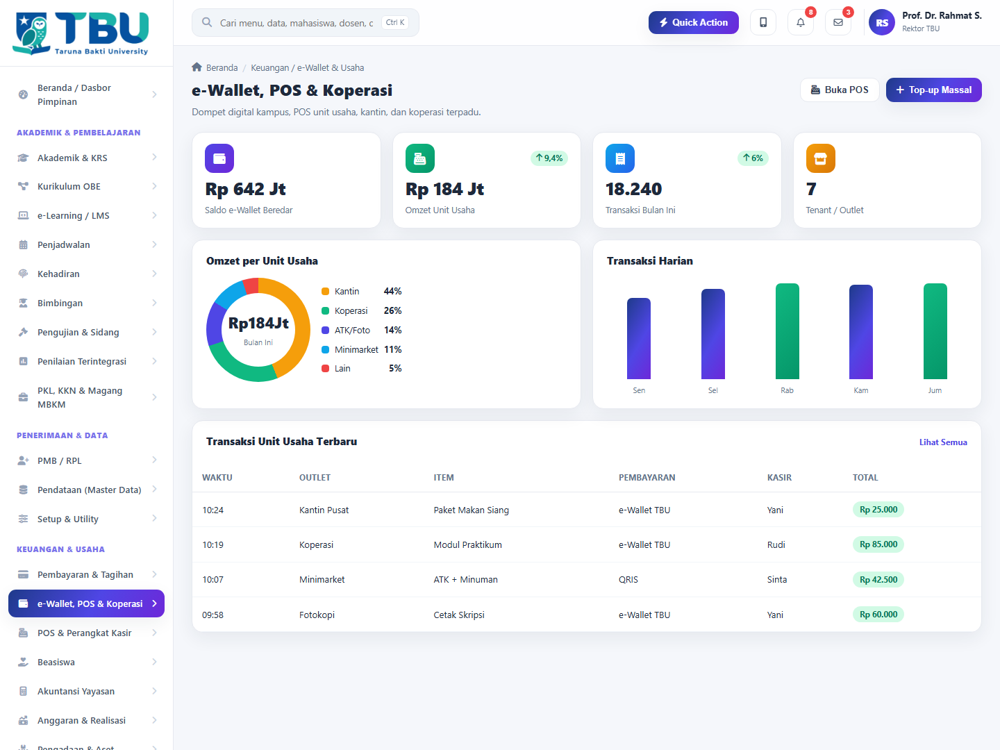 TBU
Taruna Bakti University
Cari menu, data, mahasiswa, dosen, c
Ctrl K
Quick Action
8
3
RS
Prof. Dr. Rahmat S.
Rektor TBU
Beranda / Dasbor
Pimpinan
AKADEMIK & PEMBELAJARAN
Akademik & KRS
Kurikulum OBE
e-Learning / LMS
Penjadwalan
Kehadiran
Bimbingan
Pengujian & Sidang
Penilaian Terintegrasi
PKL, KKN & Magang
MBKM
PENERIMAAN & DATA
PMB / RPL
Pendataan (Master Data)
Setup & Utility
KEUANGAN & USAHA
Pembayaran & Tagihan
e-Wallet, POS & Koperasi
POS & Perangkat Kasir
Beasiswa
Akuntansi Yayasan
Anggaran & Realisasi
Pengadaan & Aset
Beranda / Keuangan / e-Wallet & Usaha
e-Wallet, POS & Koperasi
Dompet digital kampus, POS unit usaha, kantin, dan koperasi terpadu.
Buka POS
Top-up Massal
Rp 642 Jt
Saldo e-Wallet Beredar
9,4%
Rp 184 Jt
Omzet Unit Usaha
6%
18.240
Transaksi Bulan Ini
7
Tenant / Outlet
Omzet per Unit Usaha
Rp184Jt
Bulan Ini
Kantin 44%
Koperasi 26%
ATK/Foto 14%
Minimarket 11%
Lain 5%
Transaksi Harian
Sen Sel Rab Kam Jum
Transaksi Unit Usaha Terbaru
Lihat Semua
WAKTU OUTLET ITEM PEMBAYARAN KASIR TOTAL
10:24 Kantin Pusat Paket Makan Siang e-Wallet TBU Yani Rp 25.000
10:19 Koperasi Modul Praktikum e-Wallet TBU Rudi Rp 85.000
10:07 Minimarket ATK + Minuman QRIS Sinta Rp 42.500
09:58 Fotokopi Cetak Skripsi e-Wallet TBU Yani Rp 60.000